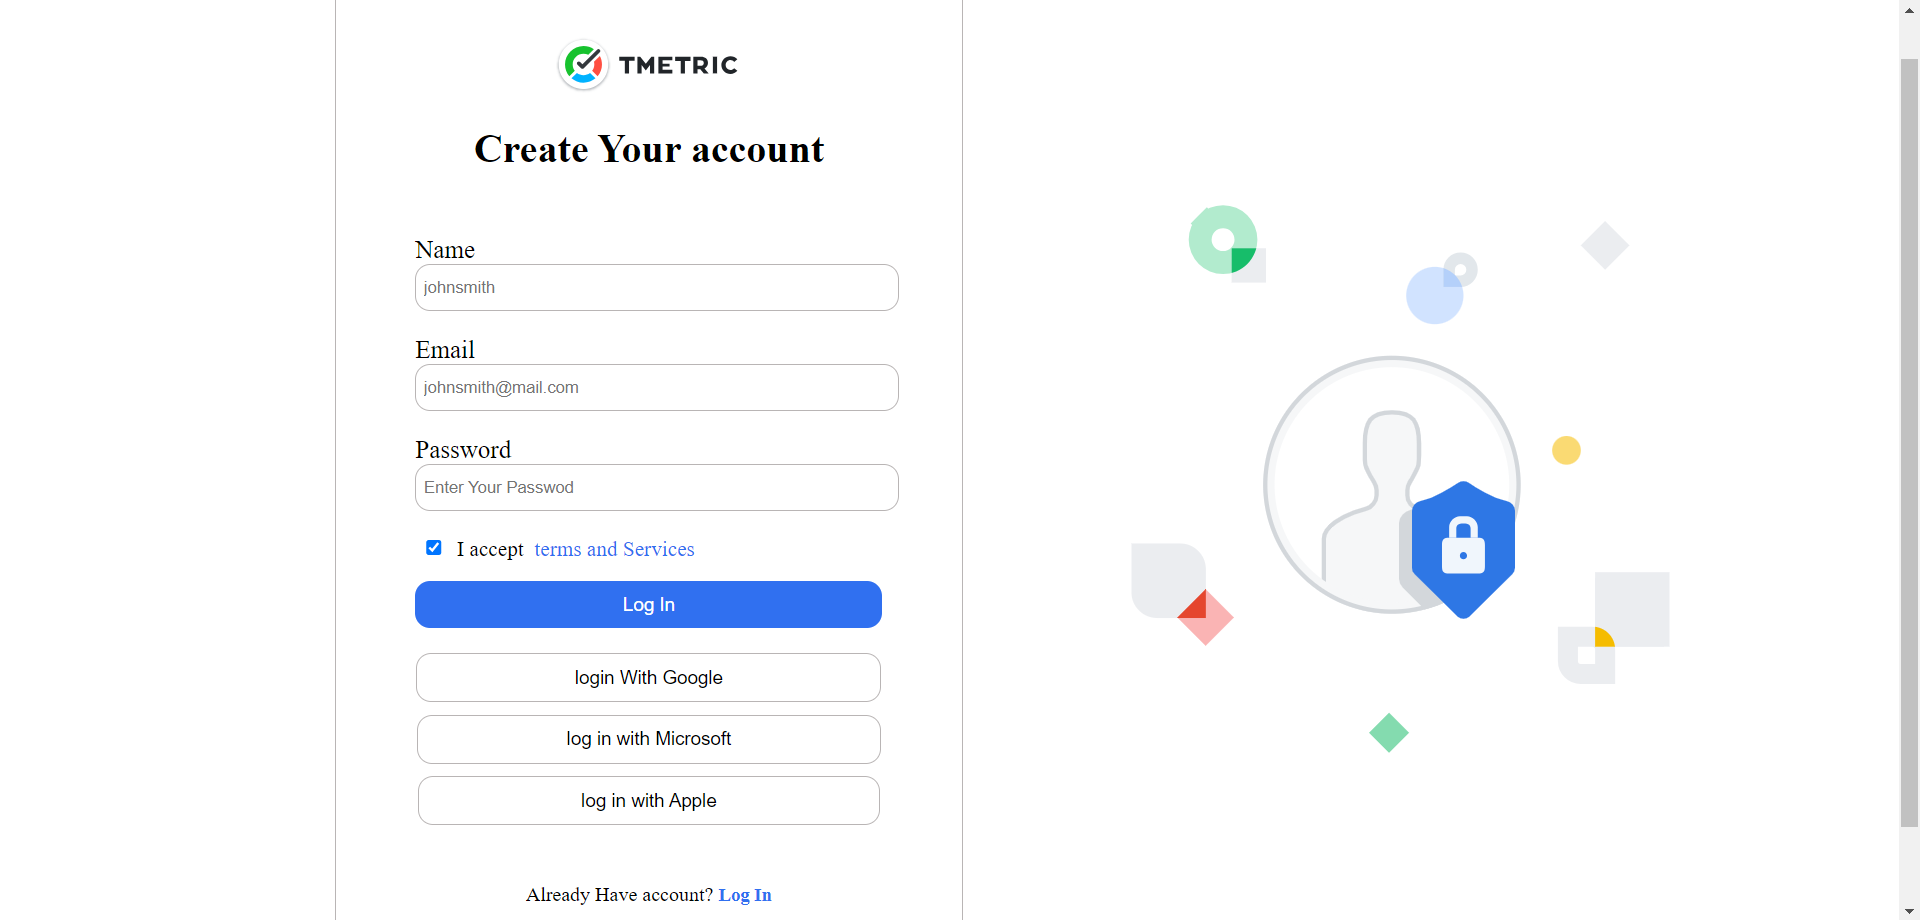 TMETRIC
Create Your account
Name
johnsmith
Email
johnsmith@mail.com
Password
Enter Your Passwod
I accept terms and Services
Log In
login With Google
log in with Microsoft
log in with Apple
Already Have account? Log In